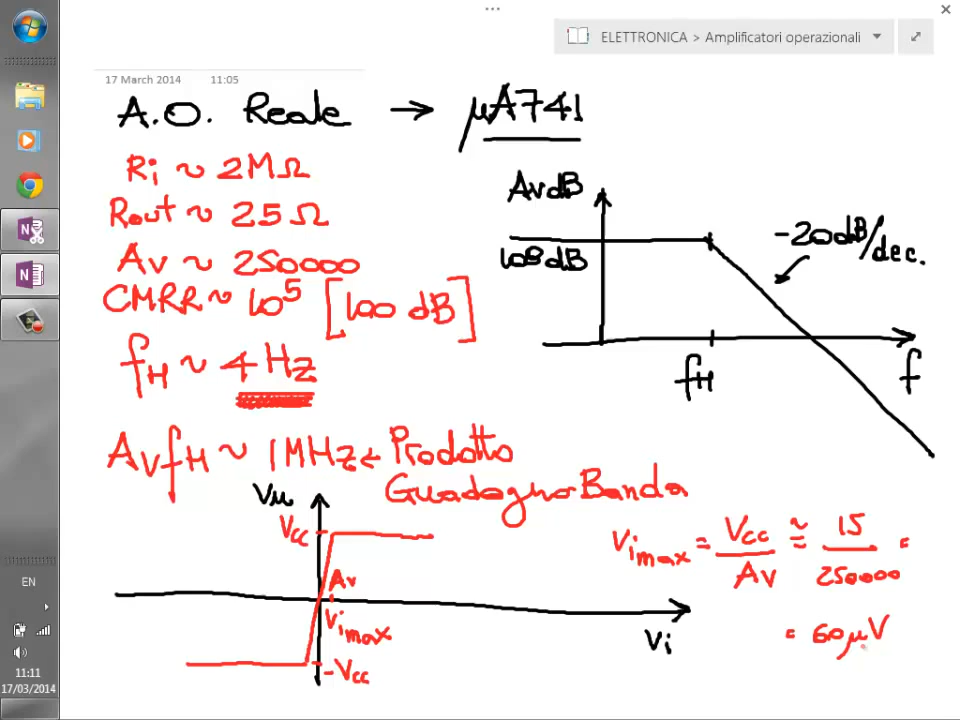 ELETTRONICA > Amplificatori operazionali
17 March 2014 11:05
A.O. Reale → μA741
Ri ~ 2MΩ
Rout ~ 25Ω
Av ~ 250000
CMRR ~ 10⁵ [100 dB]
fH ~ 4 Hz
AvfH ~ 1MHz ← Prodotto
Guadagno Banda
AvdB
108dB
-20dB/dec.
fH
f
Vu
Vcc
Av
Vimax
-Vcc
Vi
Vimax = Vcc/Av ≅ 15/250000 =
= 60μV
EN
11:11
17/03/2014